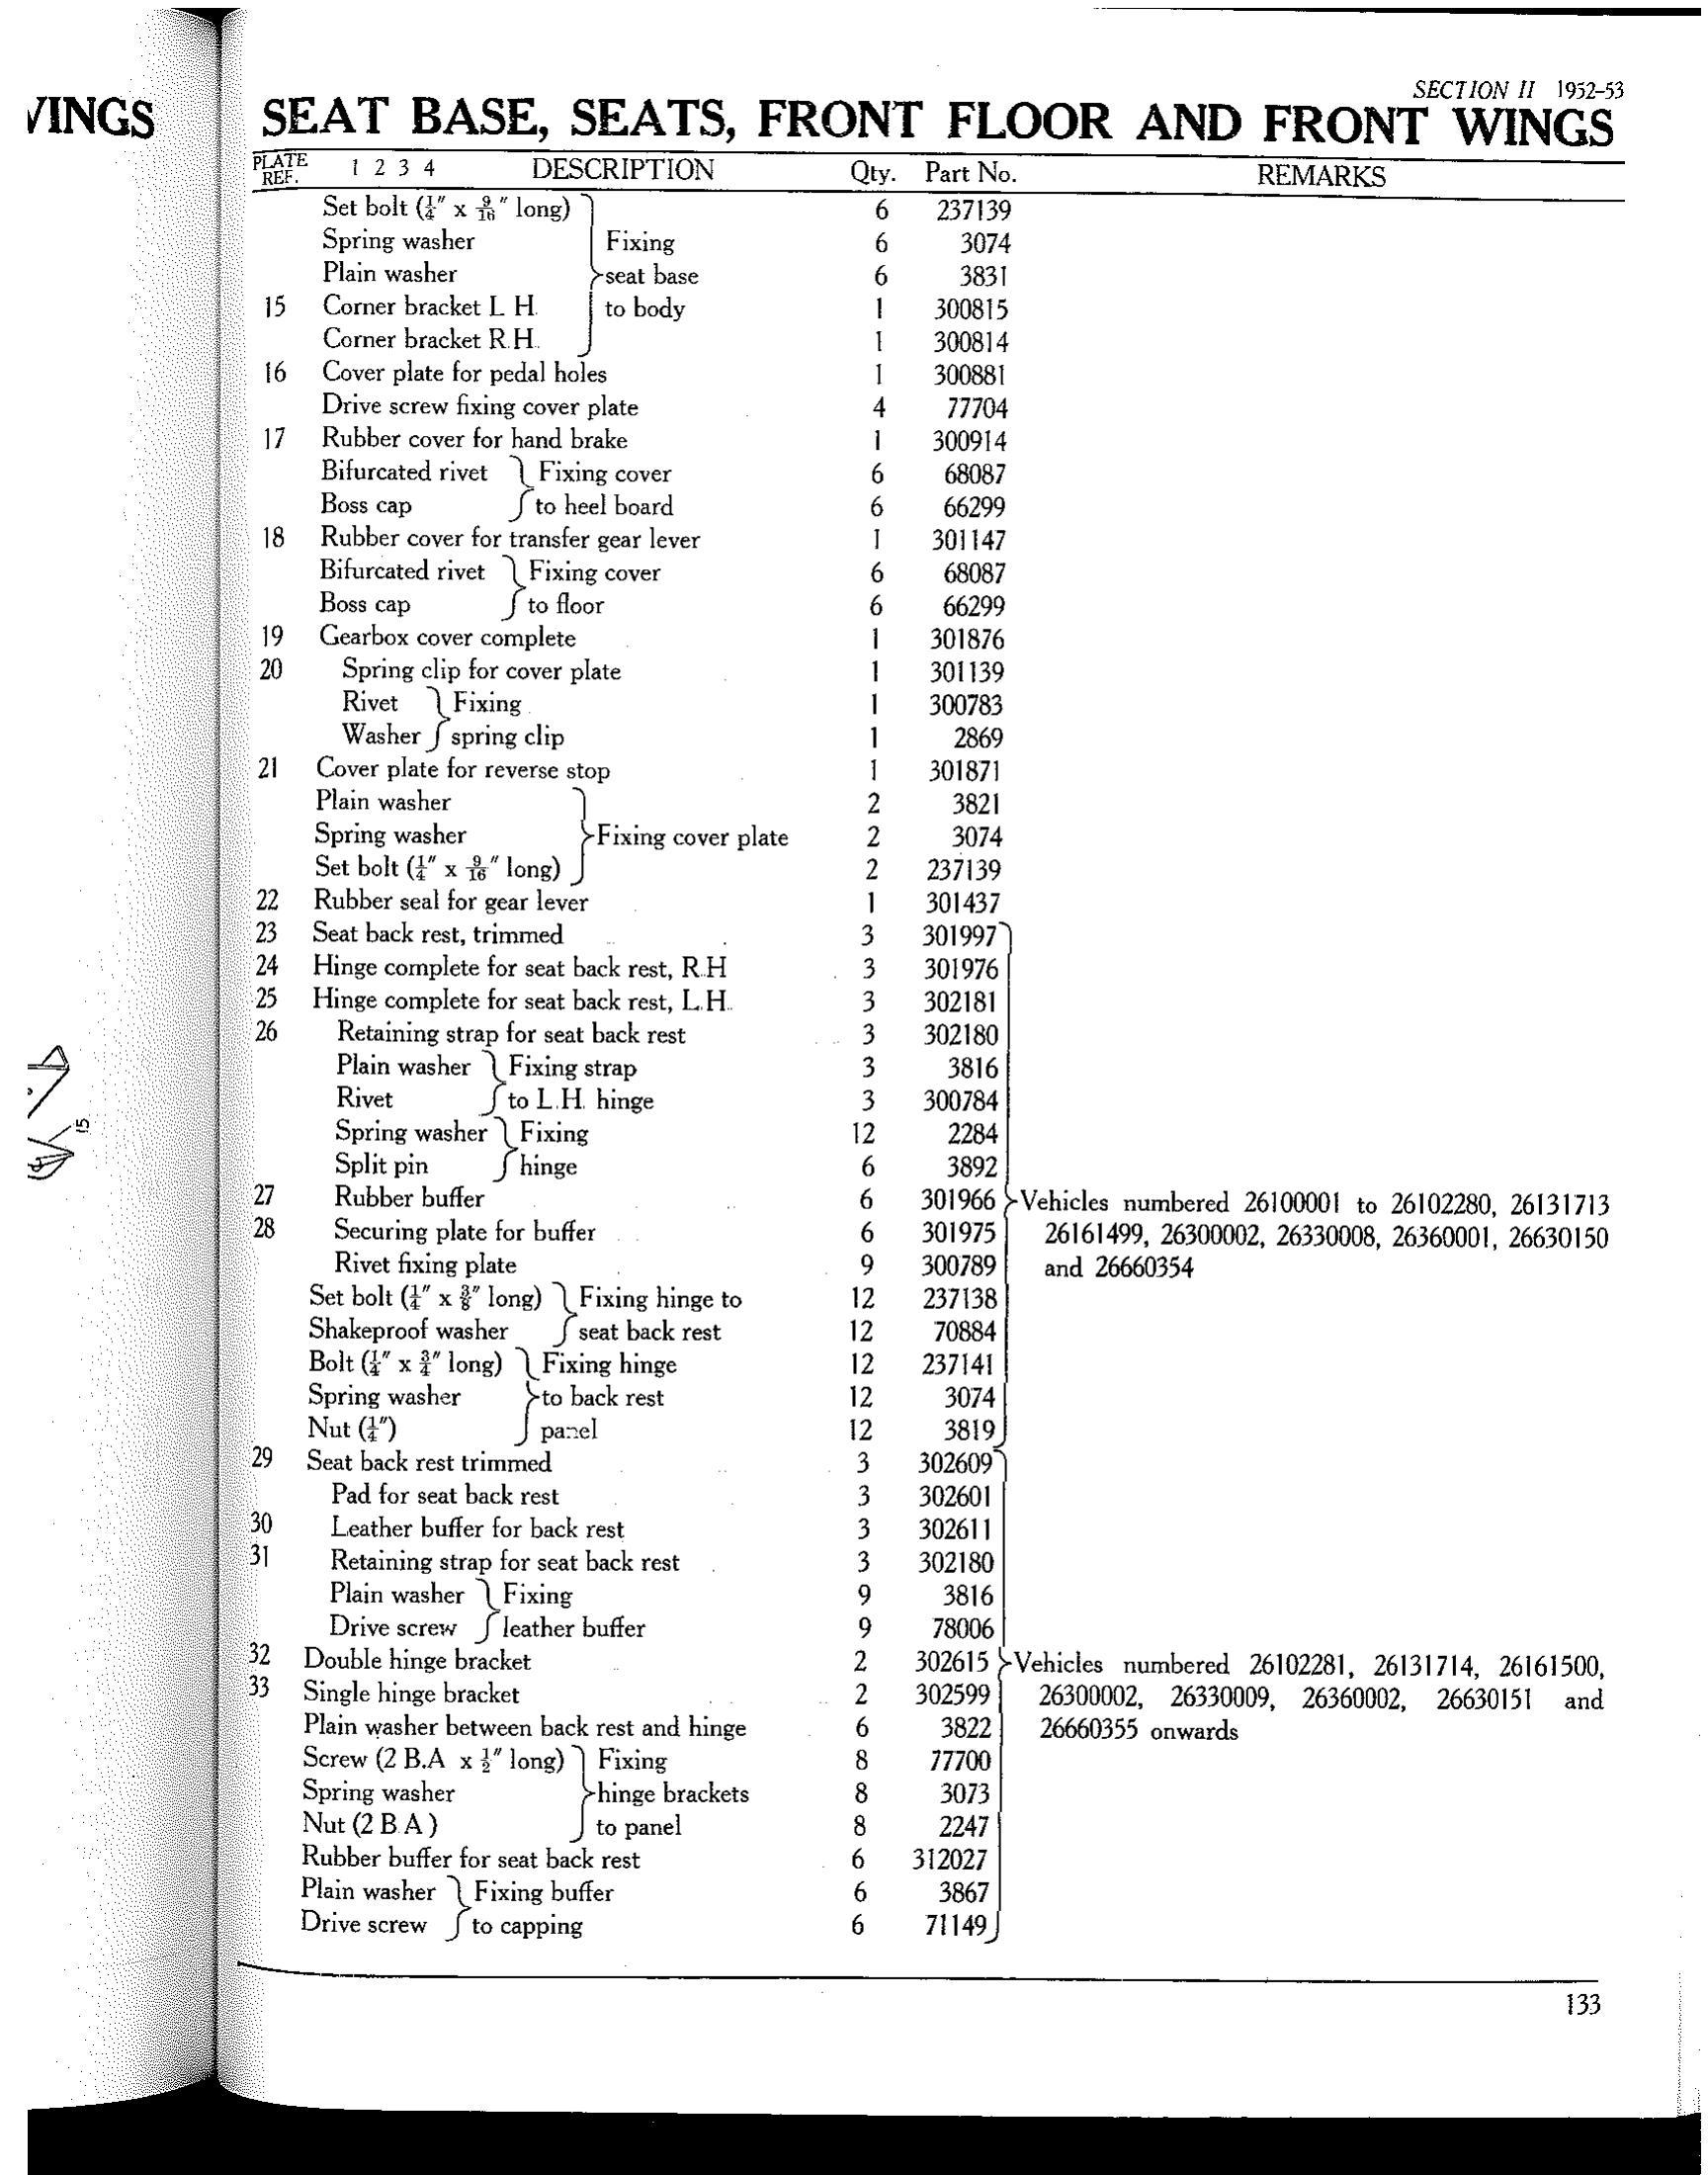 SECTION II 1952-53
VINGS
SEAT BASE, SEATS, FRONT FLOOR AND FRONT WINGS
PLATE REF. 1 2 3 4 DESCRIPTION Qty. Part No. REMARKS
Set bolt (¼″ x 9/16″ long) 6 237139
Spring washer Fixing 6 3074
Plain washer seat base 6 3831
15 Corner bracket L H. to body 1 300815
Corner bracket R.H. 1 300814
16 Cover plate for pedal holes 1 300881
Drive screw fixing cover plate 4 77704
17 Rubber cover for hand brake 1 300914
Bifurcated rivet Fixing cover 6 68087
Boss cap to heel board 6 66299
18 Rubber cover for transfer gear lever 1 301147
Bifurcated rivet Fixing cover 6 68087
Boss cap to floor 6 66299
19 Gearbox cover complete 1 301876
20 Spring clip for cover plate 1 301139
Rivet Fixing 1 300783
Washer spring clip 1 2869
21 Cover plate for reverse stop 1 301871
Plain washer 2 3821
Spring washer Fixing cover plate 2 3074
Set bolt (¼″ x 9/16″ long) 2 237139
22 Rubber seal for gear lever 1 301437
23 Seat back rest, trimmed 3 301997
24 Hinge complete for seat back rest, R.H 3 301976
25 Hinge complete for seat back rest, L.H. 3 302181
26 Retaining strap for seat back rest 3 302180
Plain washer Fixing strap 3 3816
Rivet to L.H. hinge 3 300784
15
Spring washer Fixing 12 2284
Split pin hinge 6 3892
27 Rubber buffer 6 301966 Vehicles numbered 26100001 to 26102280, 26131713
28 Securing plate for buffer 6 301975 26161499, 26300002, 26330008, 26360001, 26630150
Rivet fixing plate 9 300789 and 26660354
Set bolt (¼″ x ⅜″ long) Fixing hinge to 12 237138
Shakeproof washer seat back rest 12 70884
Bolt (¼″ x ¾″ long) Fixing hinge 12 237141
Spring washer to back rest 12 3074
Nut (¼″) panel 12 3819
29 Seat back rest trimmed 3 302609
Pad for seat back rest 3 302601
30 Leather buffer for back rest 3 302611
31 Retaining strap for seat back rest 3 302180
Plain washer Fixing 9 3816
Drive screw leather buffer 9 78006
32 Double hinge bracket 2 302615 Vehicles numbered 26102281, 26131714, 26161500,
33 Single hinge bracket 2 302599 26300002, 26330009, 26360002, 26630151 and
Plain washer between back rest and hinge 6 3822 26660355 onwards
Screw (2 B.A x ½″ long) Fixing 8 77700
Spring washer hinge brackets 8 3073
Nut (2 B.A) to panel 8 2247
Rubber buffer for seat back rest 6 312027
Plain washer Fixing buffer 6 3867
Drive screw to capping 6 71149
133